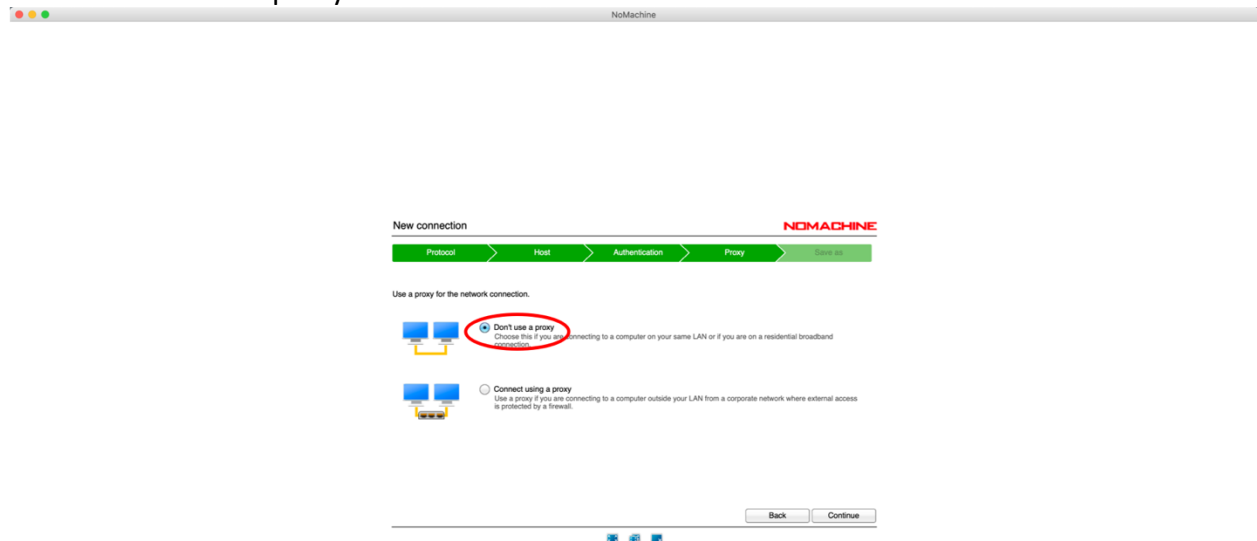 NoMachine
New connection
NOMACHINE
Protocol
Host
Authentication
Proxy
Save as
Use a proxy for the network connection.
Don't use a proxy
Choose this if you are connecting to a computer on your same LAN or if you are on a residential broadband
connection.
Connect using a proxy
Use a proxy if you are connecting to a computer outside your LAN from a corporate network where external access
is protected by a firewall.
Back
Continue